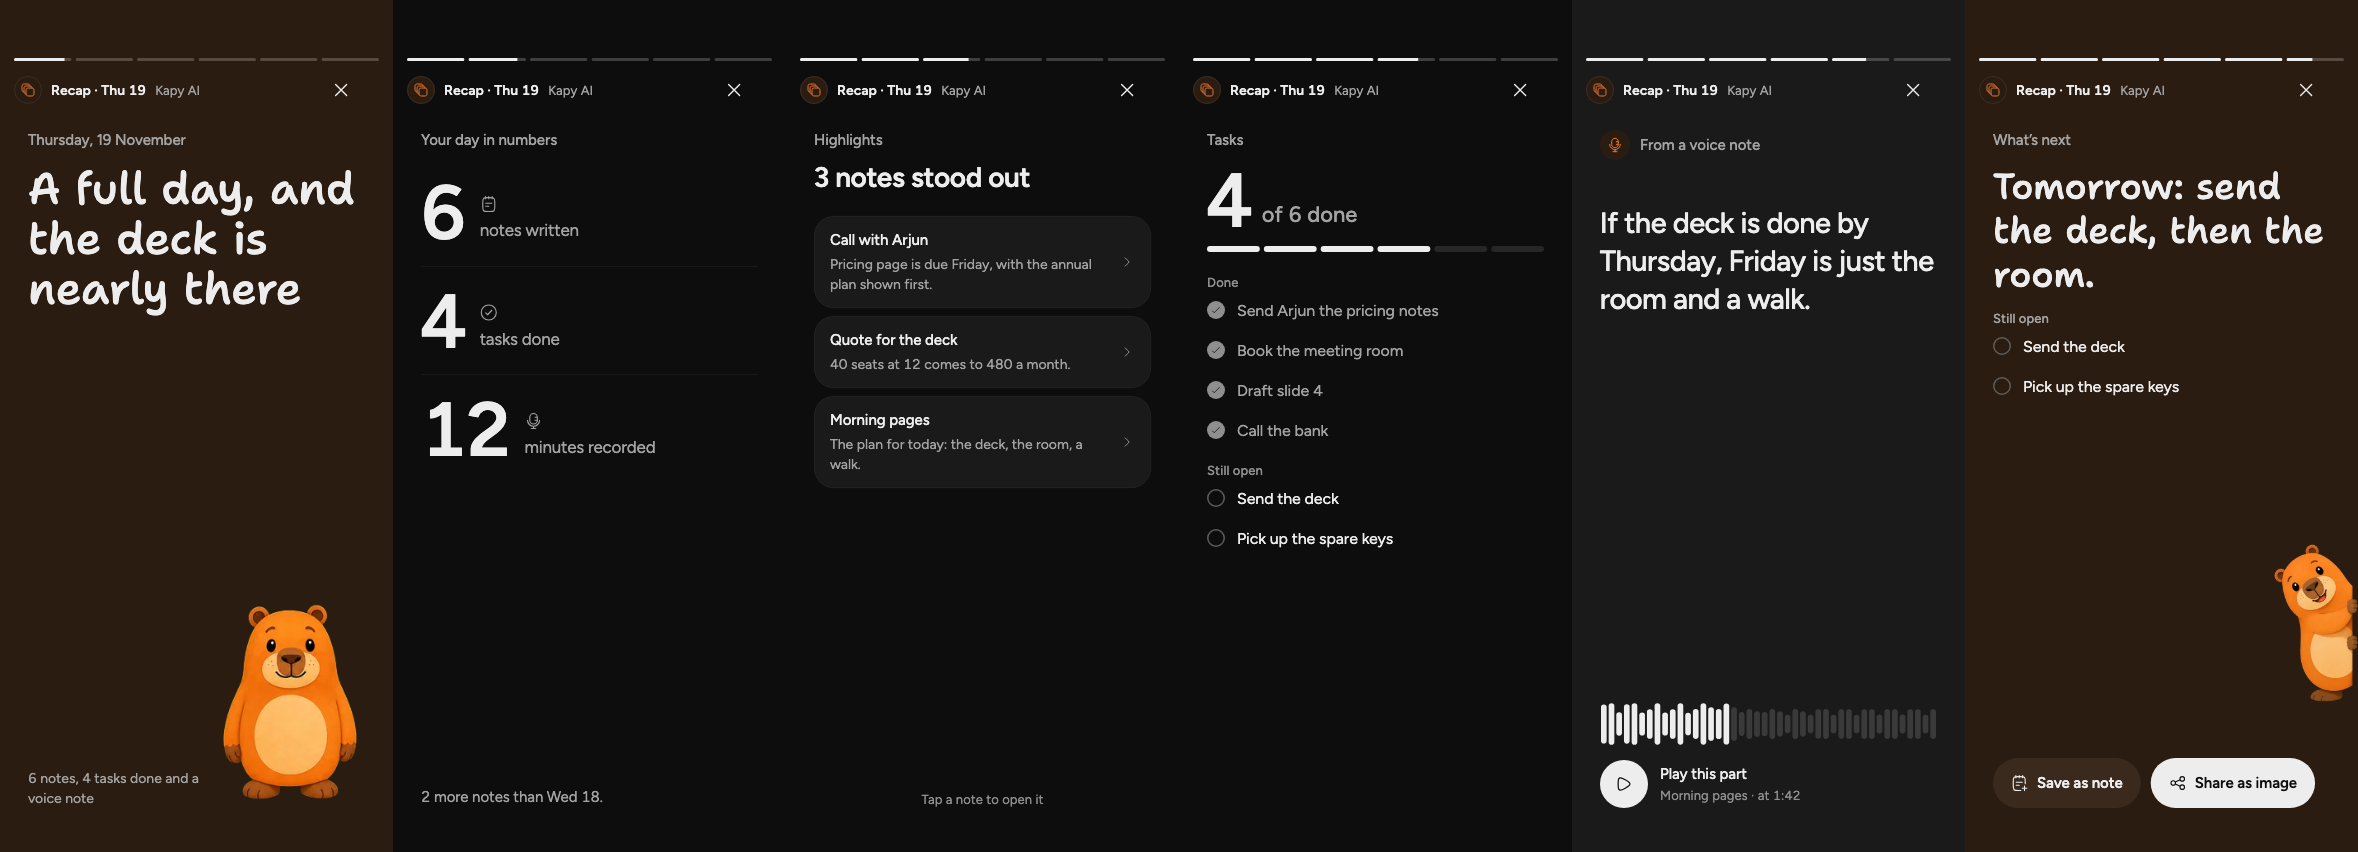 Recap · Thu 19 Kapy AI
Thursday, 19 November
A full day, and
the deck is
nearly there
6 notes, 4 tasks done and a
voice note
Recap · Thu 19 Kapy AI
Your day in numbers
6
notes written
4
tasks done
12
minutes recorded
2 more notes than Wed 18.
Recap · Thu 19 Kapy AI
Highlights
3 notes stood out
Call with Arjun
Pricing page is due Friday, with the annual
plan shown first.
Quote for the deck
40 seats at 12 comes to 480 a month.
Morning pages
The plan for today: the deck, the room, a
walk.
Tap a note to open it
Recap · Thu 19 Kapy AI
Tasks
4 of 6 done
Done
Send Arjun the pricing notes
Book the meeting room
Draft slide 4
Call the bank
Still open
Send the deck
Pick up the spare keys
Recap · Thu 19 Kapy AI
From a voice note
If the deck is done by
Thursday, Friday is just the
room and a walk.
Play this part
Morning pages · at 1:42
Recap · Thu 19 Kapy AI
What's next
Tomorrow: send
the deck, then the
room.
Still open
Send the deck
Pick up the spare keys
Save as note
Share as image